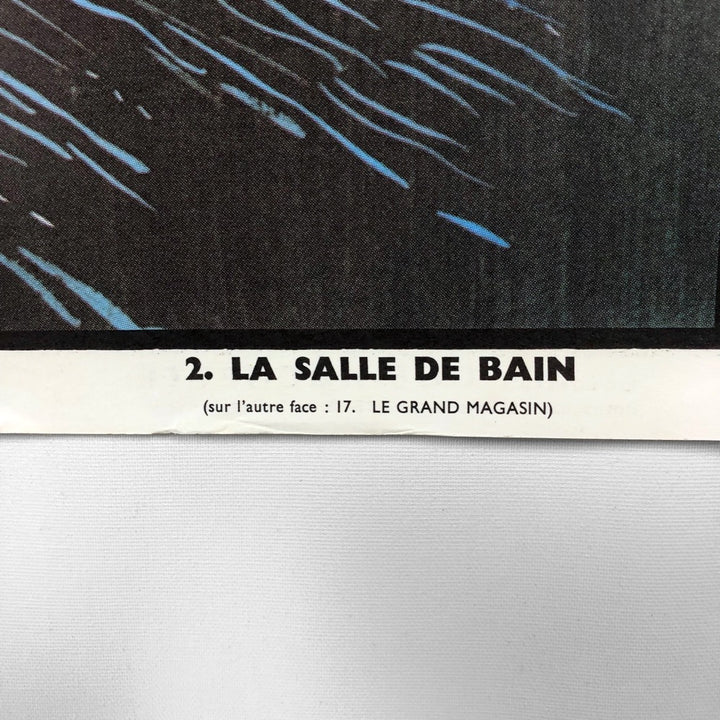 2. LA SALLE DE BAIN
(sur l'autre face : 17. LE GRAND MAGASIN)